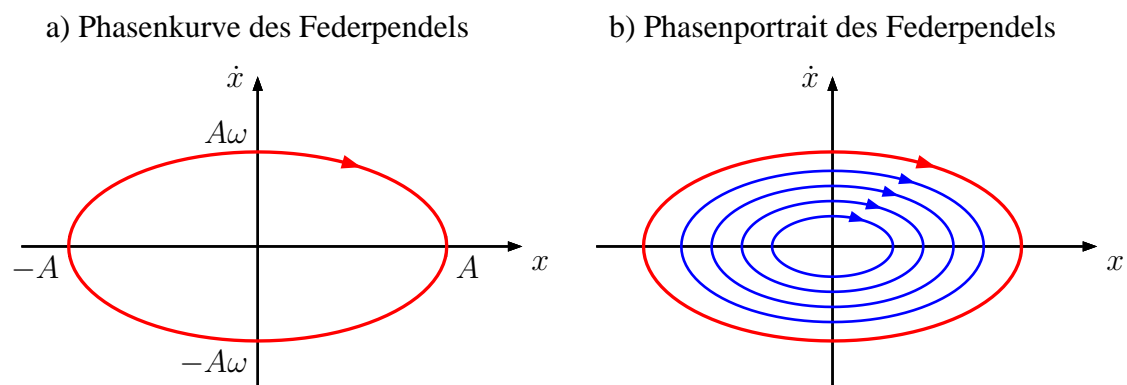 a) Phasenkurve des Federpendels
b) Phasenportrait des Federpendels
ẋ
Aω
−A
A
x
−Aω
ẋ
x